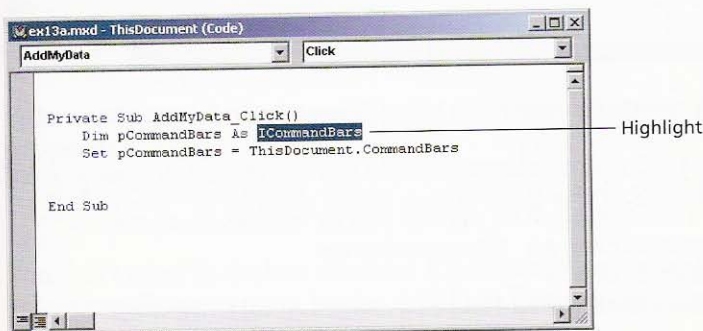 ex13a.mxd - ThisDocument (Code)
AddMyData Click
Private Sub AddMyData_Click()
Dim pCommandBars As ICommandBars
Highlight
Set pCommandBars = ThisDocument.CommandBars
End Sub